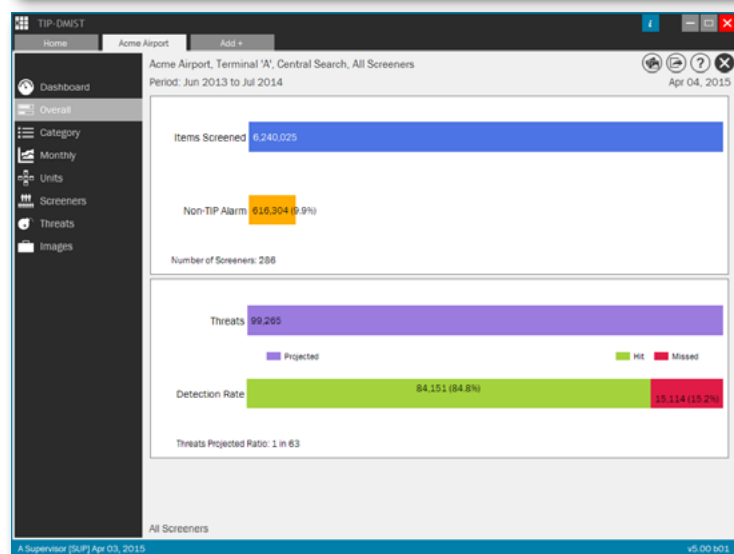 TIP-DMIST
i
Home
Acme Airport
Add +
Acme Airport, Terminal 'A', Central Search, All Screeners
Period: Jun 2013 to Jul 2014
Apr 04, 2015
Dashboard
Overall
Category
Monthly
Units
Screeners
Threats
Images
Items Screened 6,240,025
Non-TIP Alarm 616,304 (9.9%)
Number of Screeners: 286
Threats 99,265
Projected
Hit
Missed
Detection Rate 84,151 (84.8%) 15,114 (15.2%)
Threats Projected Ratio: 1 in 63
All Screeners
A Supervisor [SUP] Apr 03, 2015
v5.00 b01